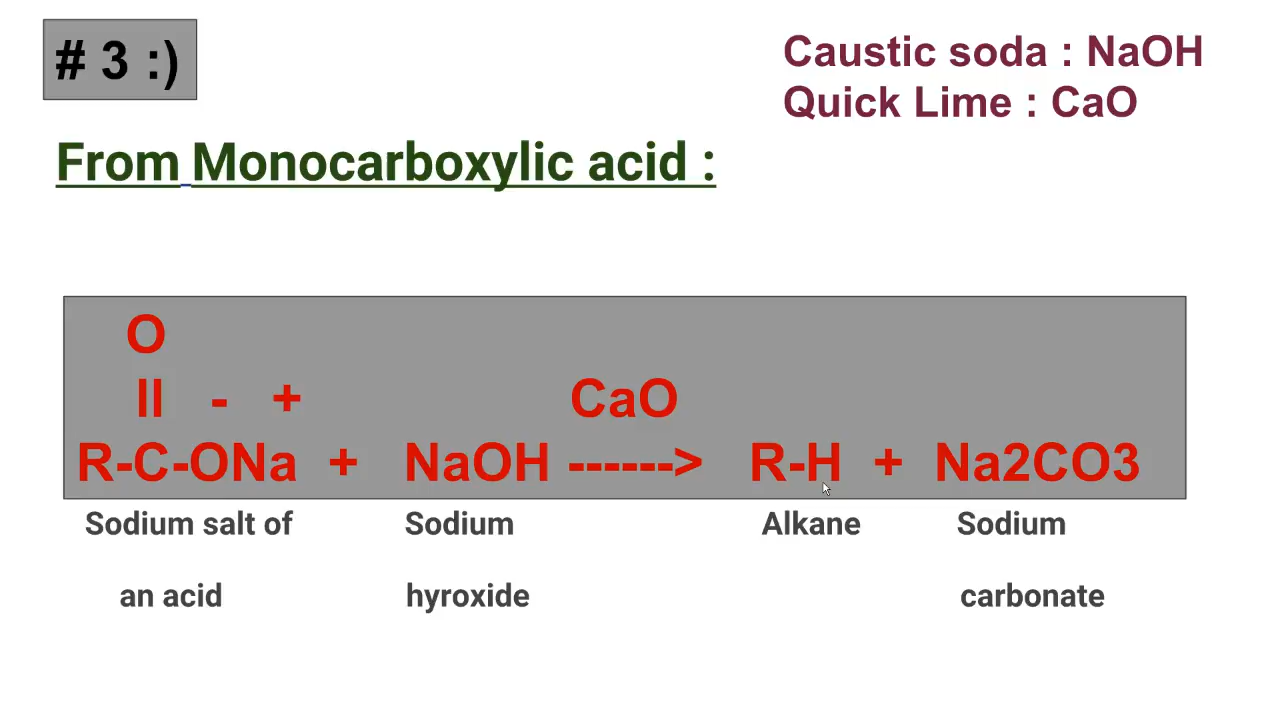 # 3 :)
Caustic soda : NaOH
Quick Lime : CaO
From Monocarboxylic acid :
O
II - + CaO
R-C-ONa + NaOH ------> R-H + Na2CO3
Sodium salt of Sodium Alkane Sodium
an acid hyroxide carbonate